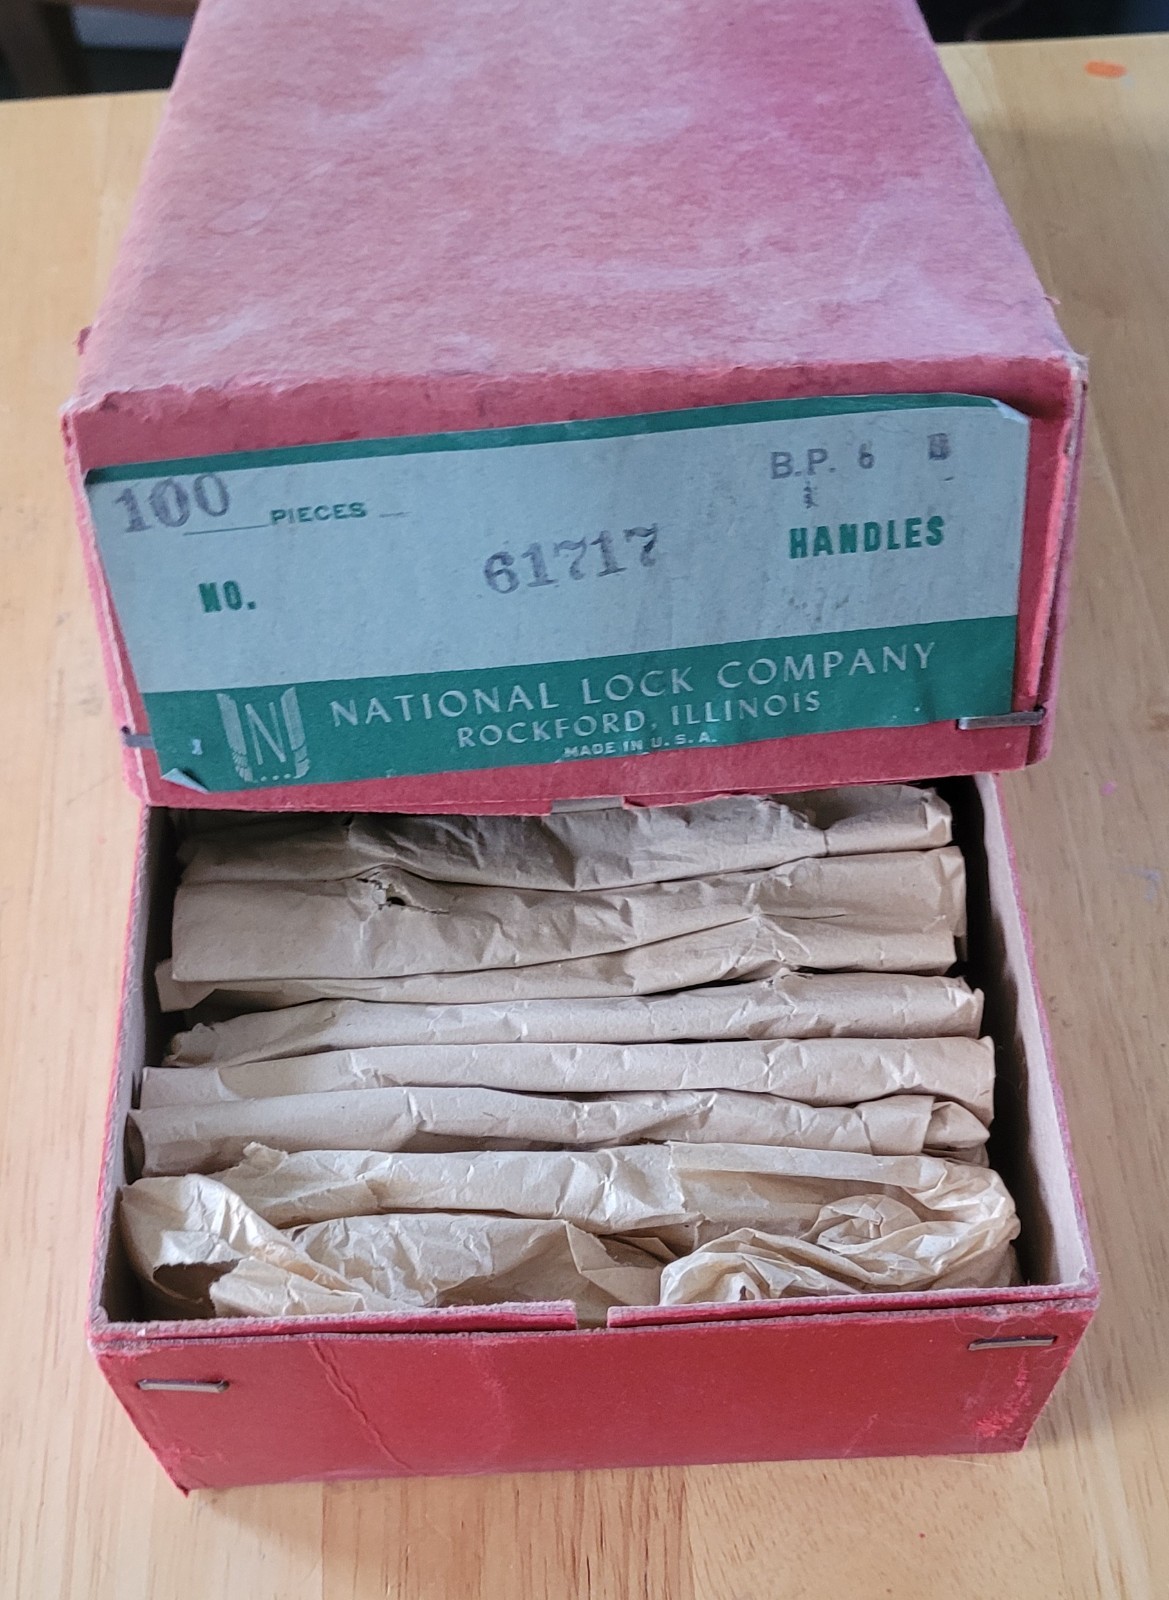 100 PIECES
B.P. 6
NO.
61717
HANDLES
N
NATIONAL LOCK COMPANY
ROCKFORD, ILLINOIS
MADE IN U.S.A.